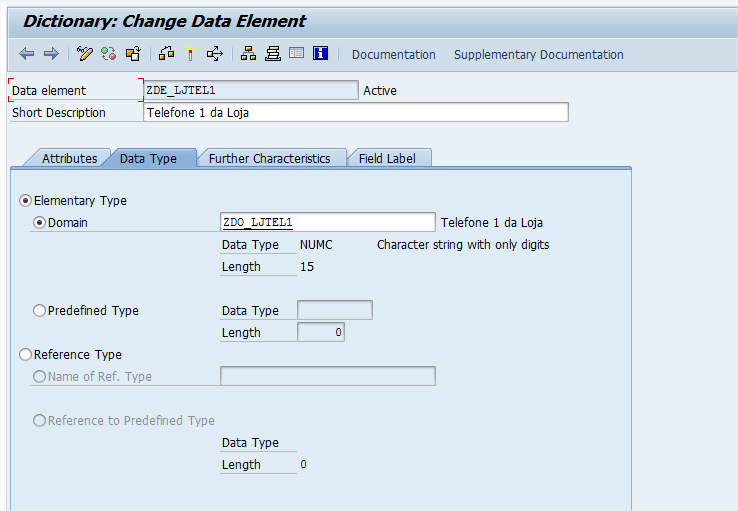 Dictionary: Change Data Element
Documentation Supplementary Documentation
Data element ZDE_LJTEL1 Active
Short Description Telefone 1 da Loja
Attributes Data Type Further Characteristics Field Label
Elementary Type
Domain ZDO_LJTEL1 Telefone 1 da Loja
Data Type NUMC Character string with only digits
Length 15
Predefined Type Data Type
Length 0
Reference Type
Name of Ref. Type
Reference to Predefined Type
Data Type
Length 0